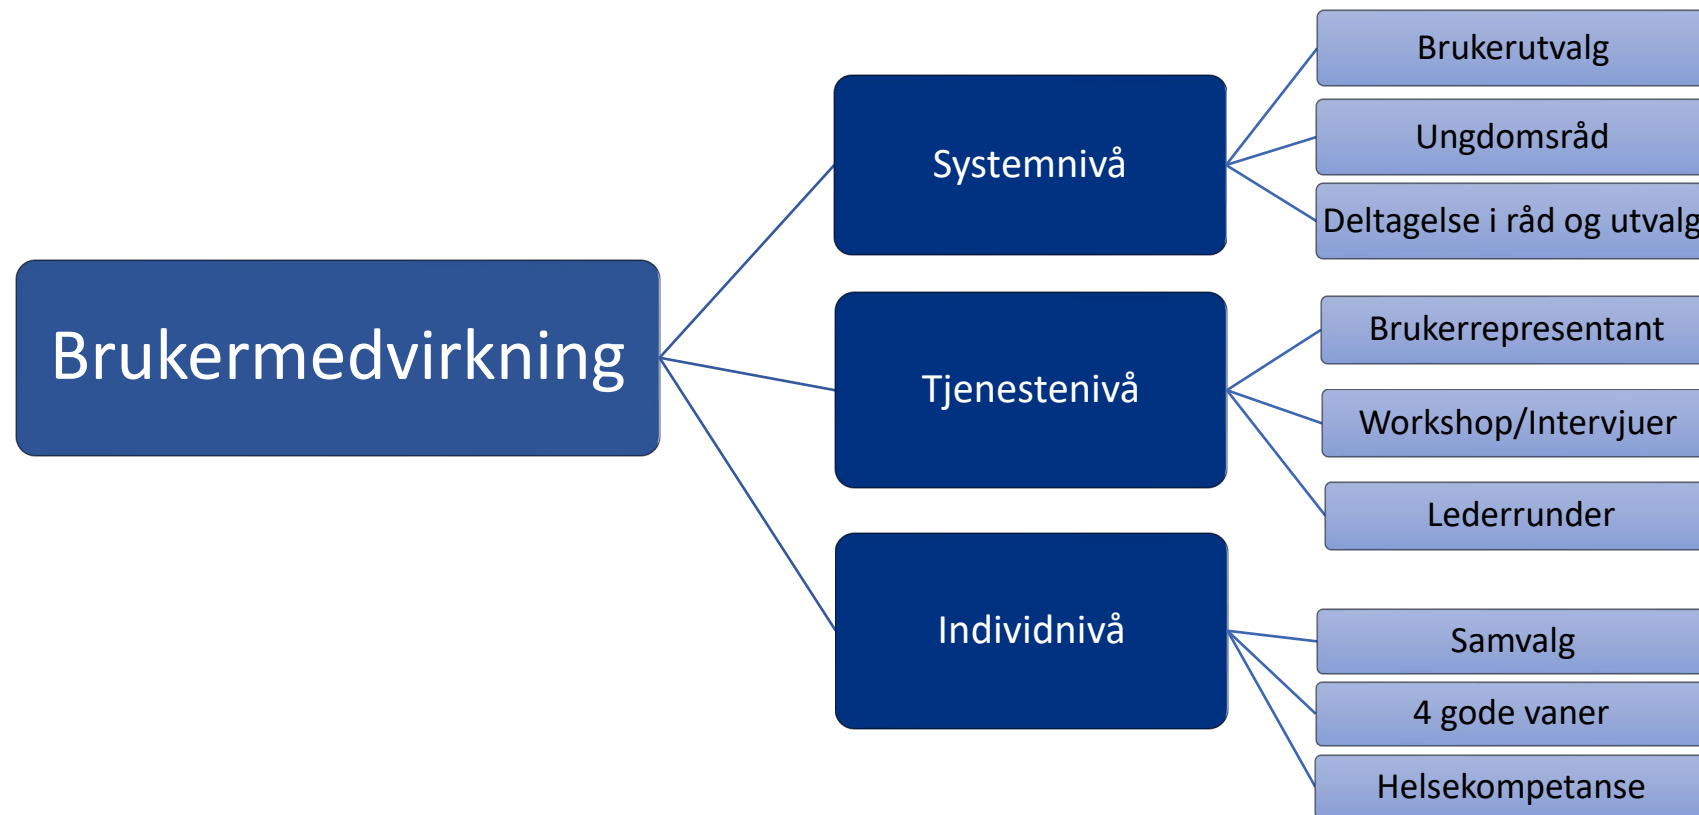 Brukermedvirkning
Systemnivå
Brukerutvalg
Ungdomsråd
Deltagelse i råd og utvalg
Tjenestenivå
Brukerrepresentant
Workshop/Intervjuer
Lederrunder
Individnivå
Samvalg
4 gode vaner
Helsekompetanse